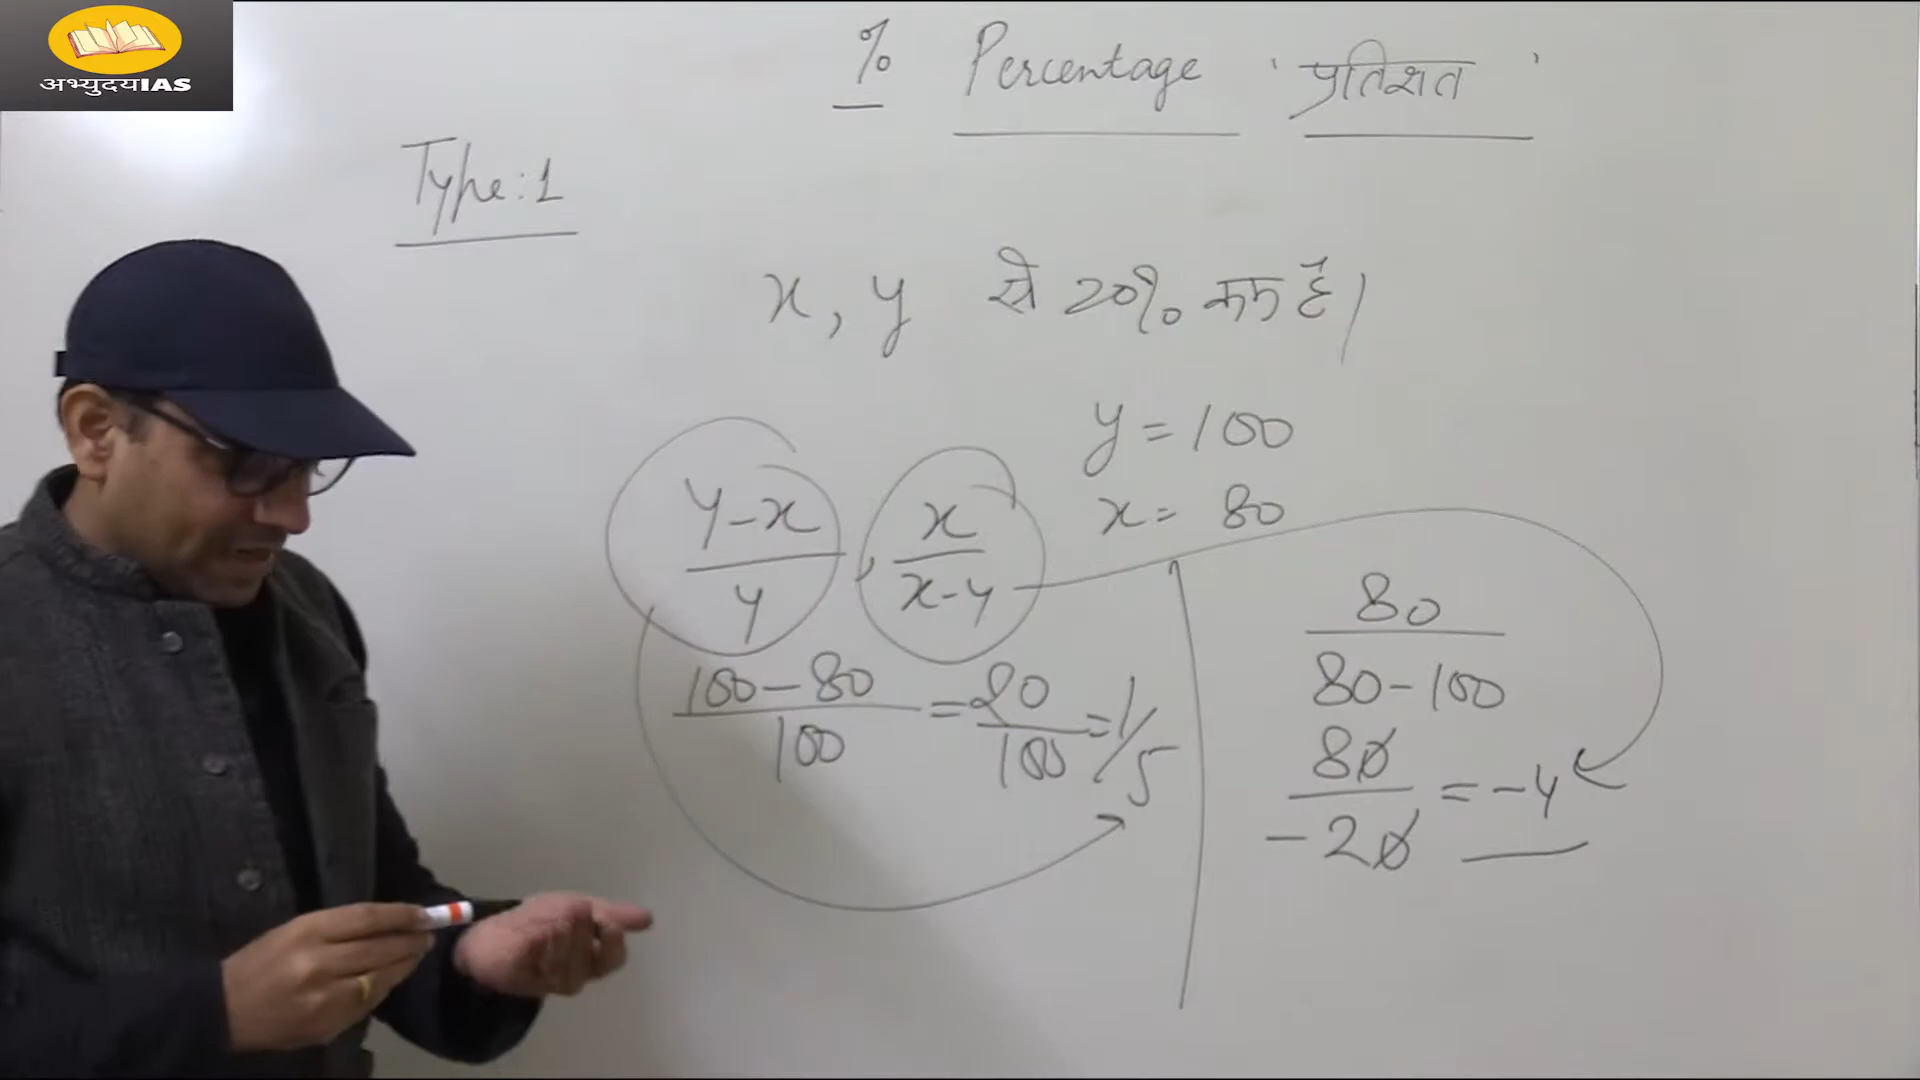 अभ्युदयIAS
% Percentage 'प्रतिशत'
Type:1
x, y से 20% कम है।
y = 100
x = 80
y-x / y , x / x-y
100-80 / 100 = 20 / 100 = 1/5
80 / 80-100
80 / -20 = -4